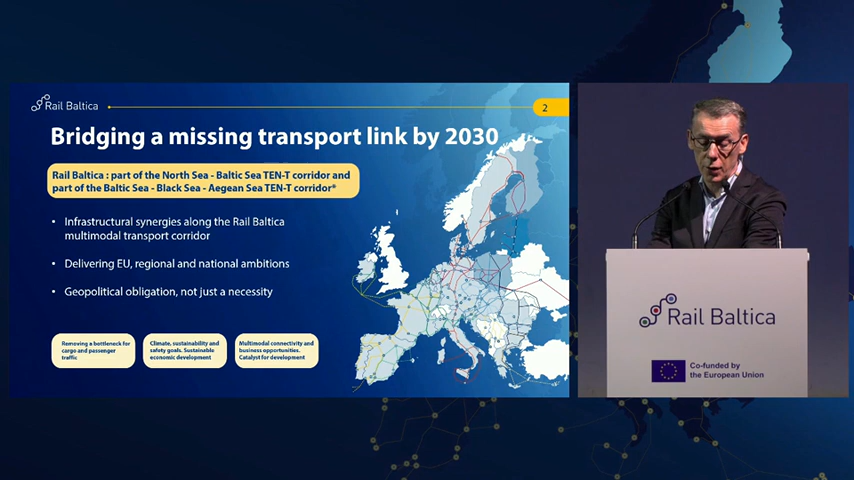 Rail Baltica
2
Bridging a missing transport link by 2030
Rail Baltica : part of the North Sea - Baltic Sea TEN-T corridor and
part of the Baltic Sea - Black Sea - Aegean Sea TEN-T corridor*
• Infrastructural synergies along the Rail Baltica
multimodal transport corridor
• Delivering EU, regional and national ambitions
• Geopolitical obligation, not just a necessity
Removing a bottleneck for
cargo and passenger
traffic
Climate, sustainability and
safety goals. Sustainable
economic development
Multimodal connectivity and
business opportunities.
Catalyst for development
Rail Baltica
Co-funded by
the European Union